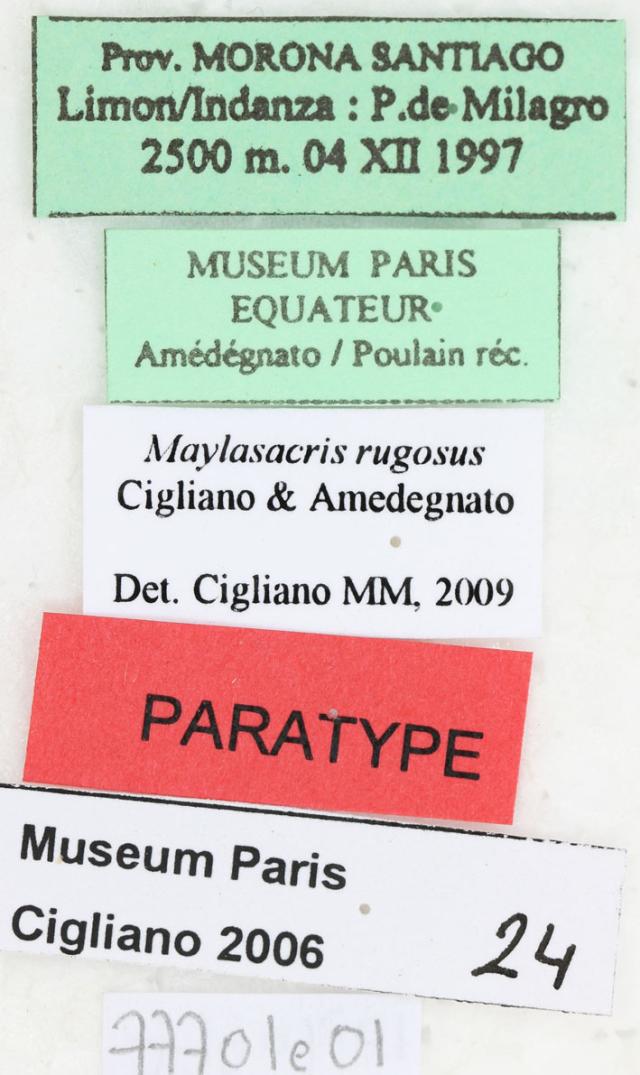 Prov. MORONA SANTIAGO
Limon/Indanza : P.de Milagro
2500 m. 04 XII 1997
MUSEUM PARIS
EQUATEUR
Amédégnato / Poulain réc.
Maylasacris rugosus
Cigliano & Amedegnato
Det. Cigliano MM, 2009
PARATYPE
Museum Paris
Cigliano 2006 24
77701e01